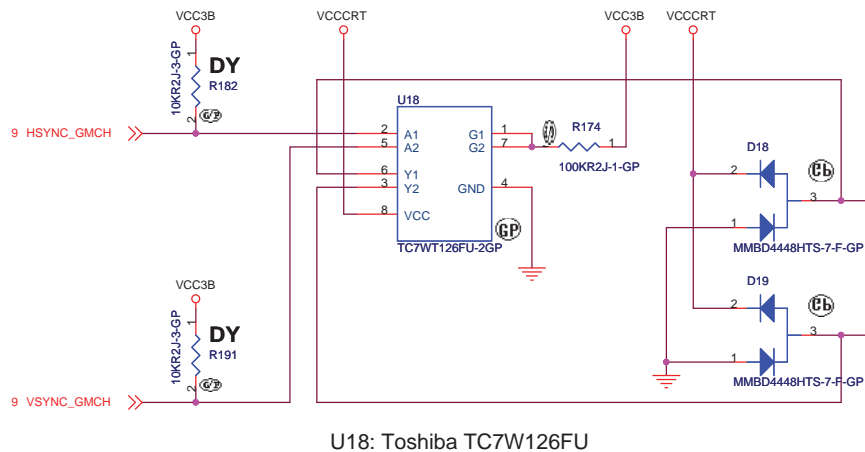 VCC3B
VCCCRT
VCC3B
VCCCRT
10KR2J-3-GP
1
DY
R182
2
G/P
U18
9 HSYNC_GMCH
2 A1
5 A2
6 Y1
3 Y2
8 VCC
G1 1
G2 7
GND 4
TC7WT126FU-2GP
GP
R174
1
100KR2J-1-GP
D18
2
1
3
MMBD4448HTS-7-F-GP
D19
2
1
3
MMBD4448HTS-7-F-GP
VCC3B
10KR2J-3-GP
1
DY
R191
2
G/P
9 VSYNC_GMCH
U18: Toshiba TC7W126FU